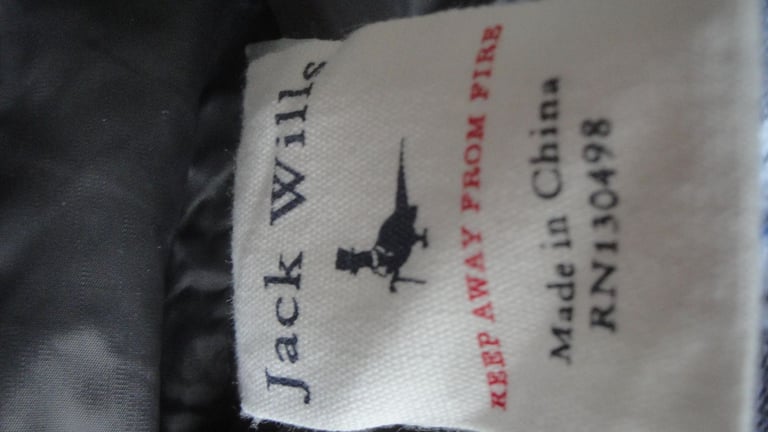 Jack Wills
KEEP AWAY FROM FIRE
Made in China
RN130498